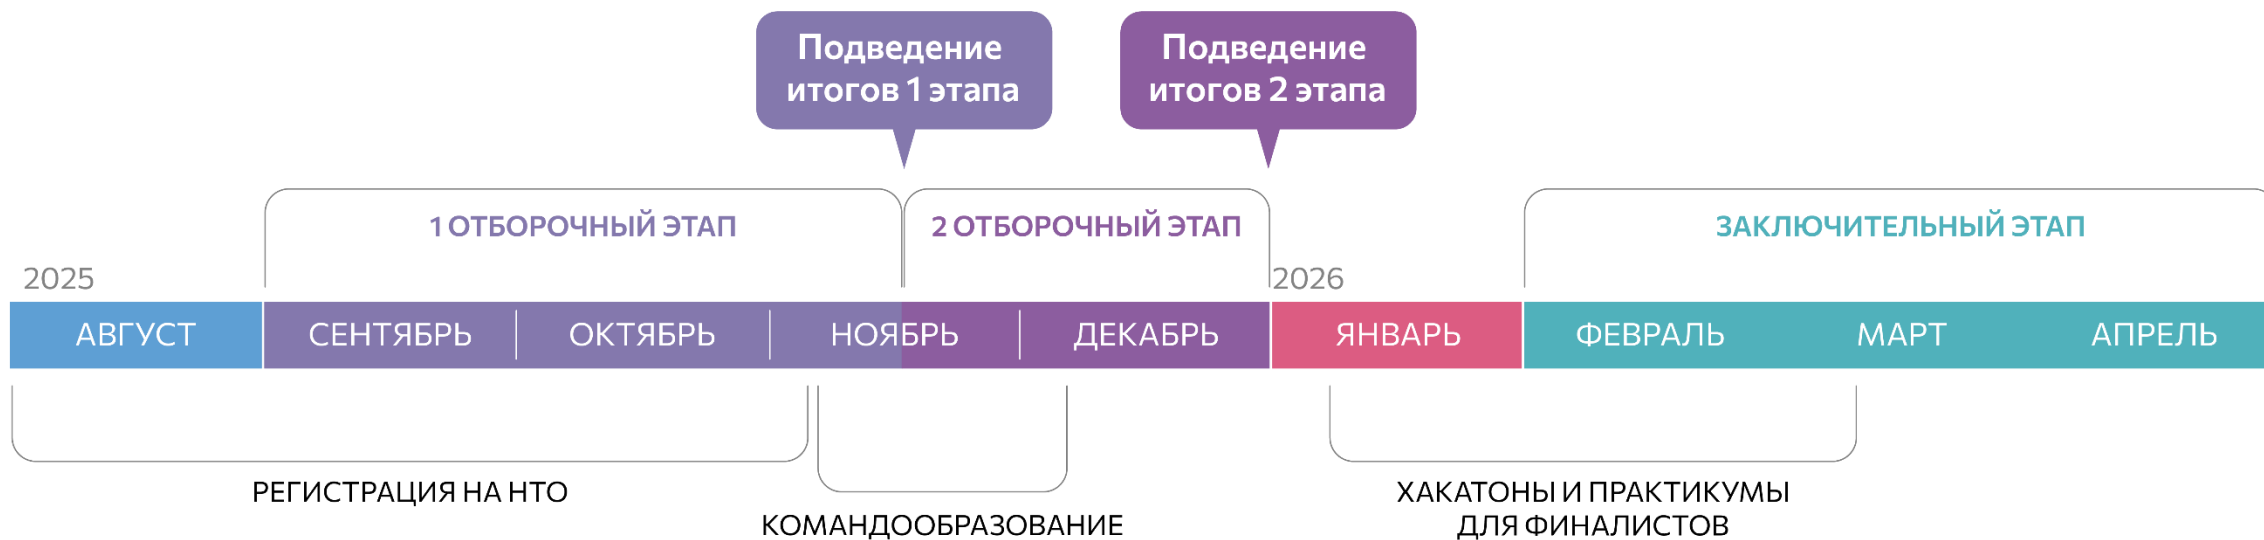 Подведение
итогов 1 этапа
Подведение
итогов 2 этапа
1 ОТБОРОЧНЫЙ ЭТАП
2 ОТБОРОЧНЫЙ ЭТАП
ЗАКЛЮЧИТЕЛЬНЫЙ ЭТАП
2025
2026
АВГУСТ
СЕНТЯБРЬ
ОКТЯБРЬ
НОЯБРЬ
ДЕКАБРЬ
ЯНВАРЬ
ФЕВРАЛЬ
МАРТ
АПРЕЛЬ
РЕГИСТРАЦИЯ НА НТО
КОМАНДООБРАЗОВАНИЕ
ХАКАТОНЫ И ПРАКТИКУМЫ
ДЛЯ ФИНАЛИСТОВ